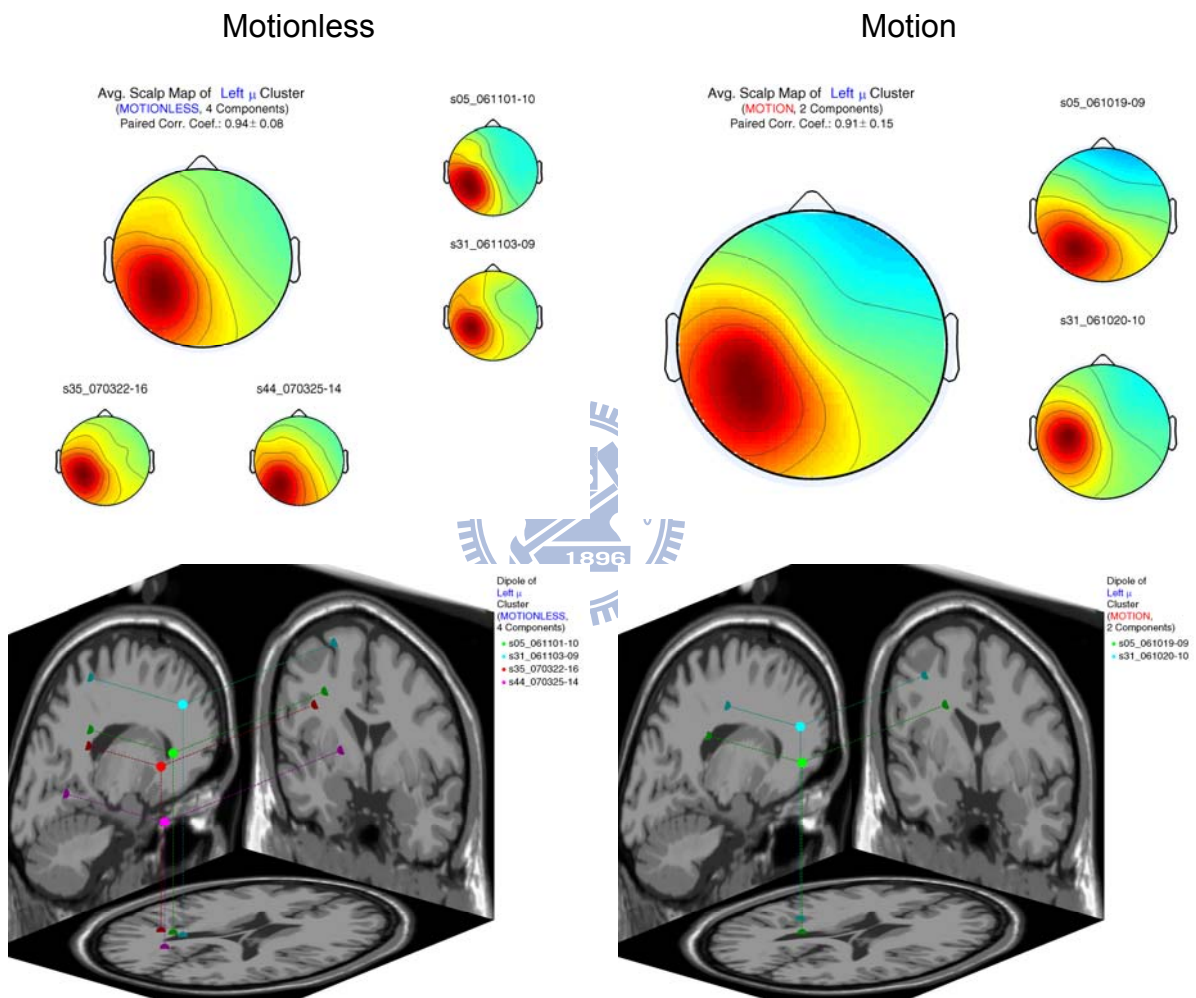 Motionless
Motion
Avg. Scalp Map of Left μ Cluster
(MOTIONLESS, 4 Components)
Paired Corr. Coef.: 0.94± 0.08
s05_061101-10
s31_061103-09
s35_070322-16
s44_070325-14
Avg. Scalp Map of Left μ Cluster
(MOTION, 2 Components)
Paired Corr. Coef.: 0.91± 0.15
s05_061019-09
s31_061020-10
1896
Dipole of
Left μ
Cluster
(MOTIONLESS,
4 Components)
s05_061101-10
s31_061103-09
s35_070322-16
s44_070325-14
Dipole of
Left μ
Cluster
(MOTION,
2 Components)
s05_061019-09
s31_061020-10